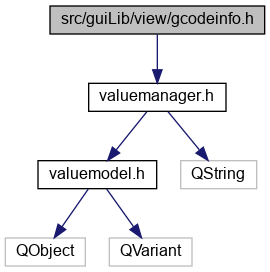 src/guiLib/view/gcodeinfo.h
valuemanager.h
valuemodel.h
QString
QObject
QVariant